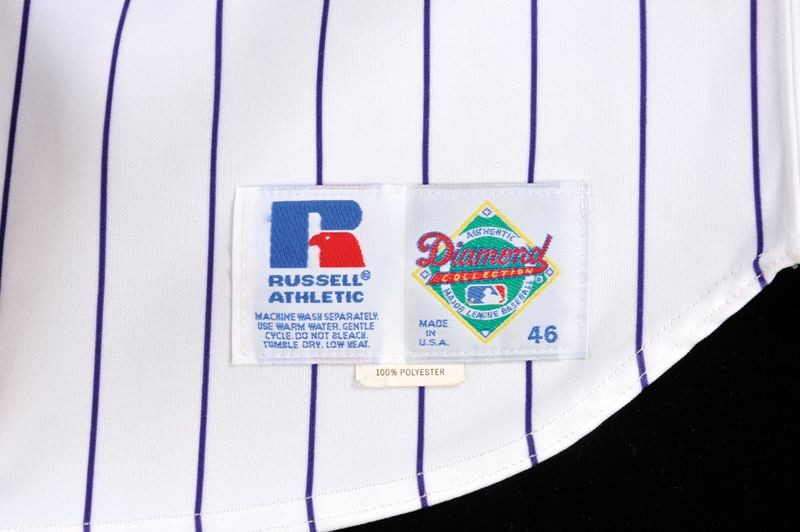 RUSSELL®
ATHLETIC
MACHINE WASH SEPARATELY.
USE WARM WATER. GENTLE
CYCLE. DO NOT BLEACH.
TUMBLE DRY, LOW HEAT.
AUTHENTIC
Diamond
COLLECTION
MAJOR LEAGUE BASEBALL
MADE
IN
U.S.A.
46
100% POLYESTER